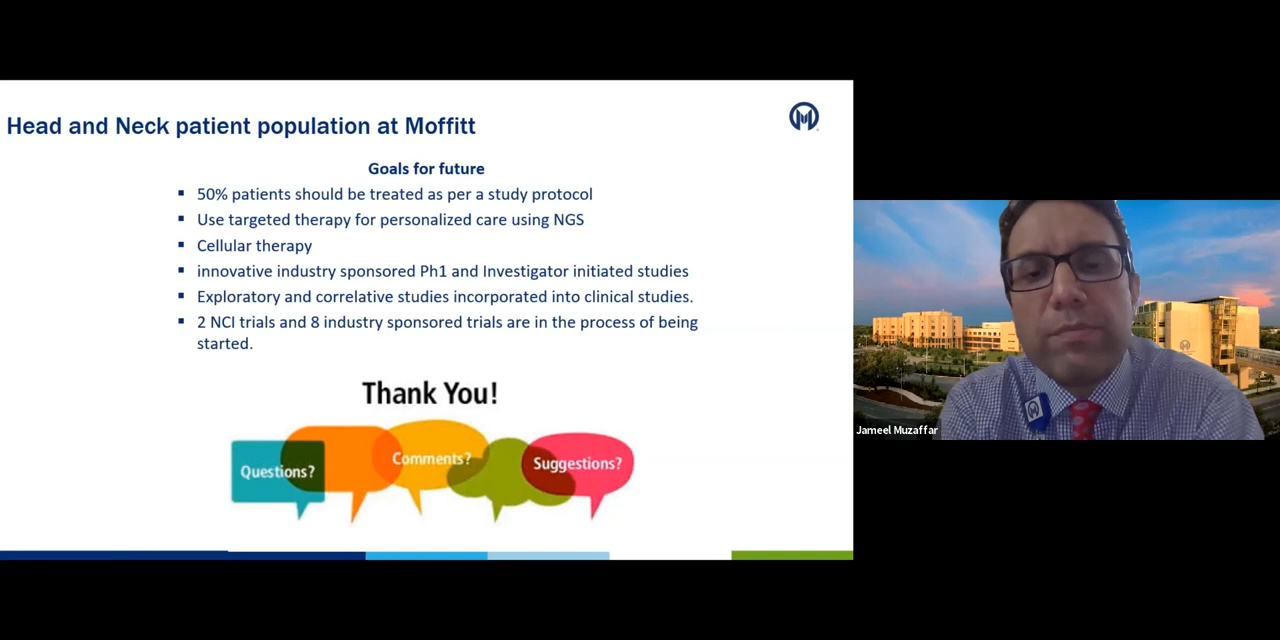 Head and Neck patient population at Moffitt
Goals for future
▪ 50% patients should be treated as per a study protocol
▪ Use targeted therapy for personalized care using NGS
▪ Cellular therapy
▪ innovative industry sponsored Ph1 and Investigator initiated studies
▪ Exploratory and correlative studies incorporated into clinical studies.
▪ 2 NCI trials and 8 industry sponsored trials are in the process of being
started.
Thank You!
Questions?
Comments?
Suggestions?
Jameel Muzaffar